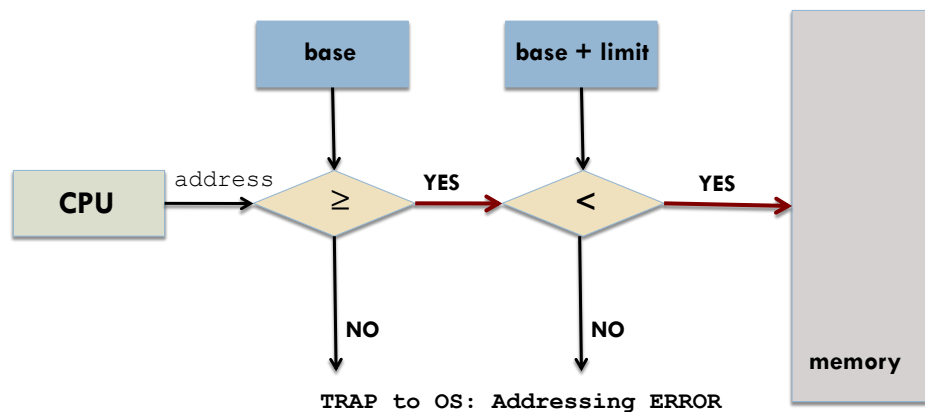 base
base + limit
CPU
address
≥
YES
<
YES
NO
NO
memory
TRAP to OS: Addressing ERROR